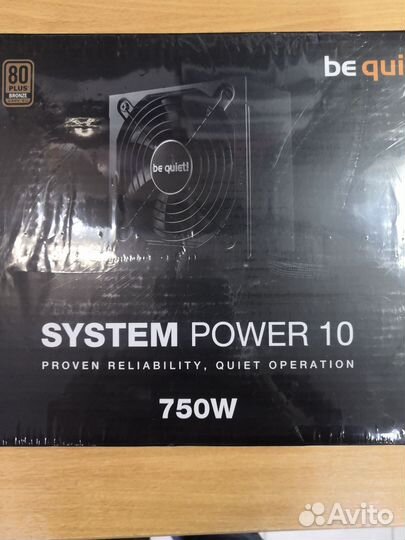 80
PLUS
BRONZE
be qui
be quiet!
SYSTEM POWER 10
PROVEN RELIABILITY, QUIET OPERATION
750W
Avito